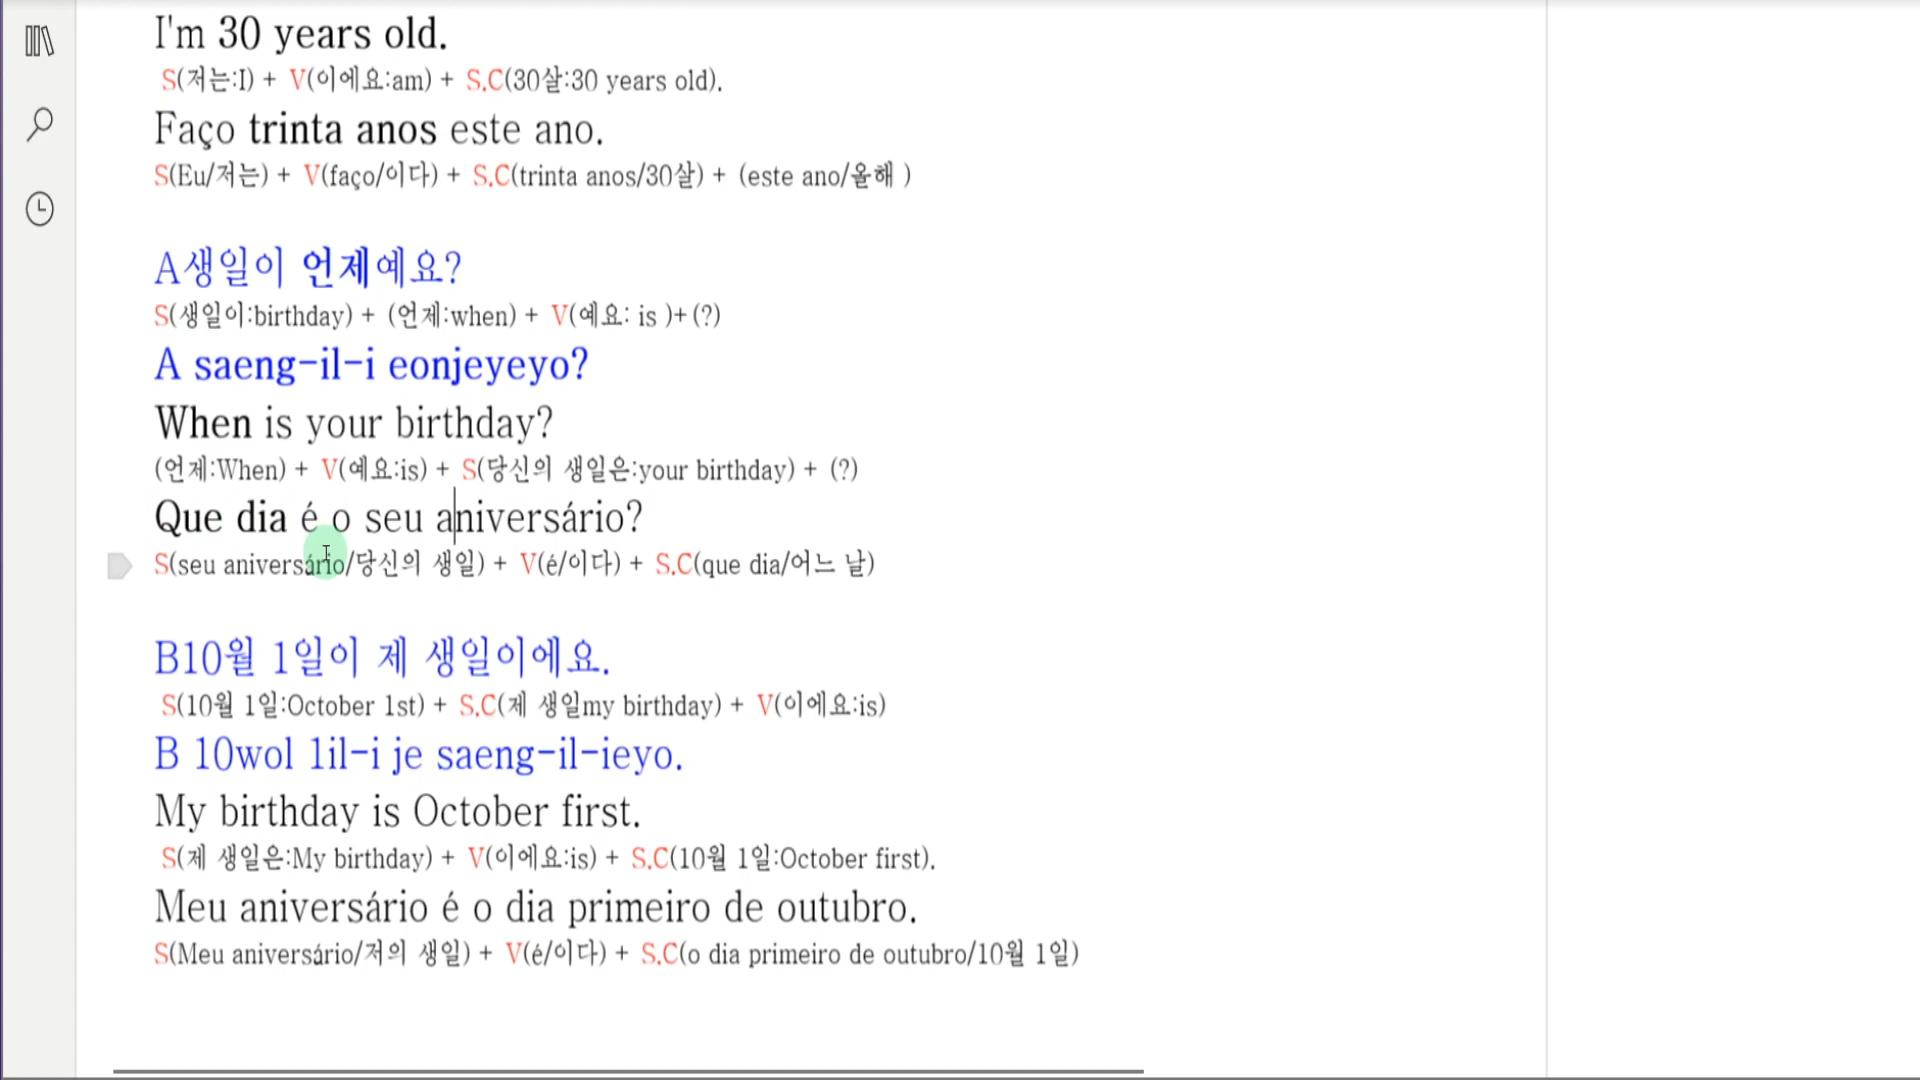 I'm 30 years old.
S(저는:I) + V(이에요:am) + S.C(30살:30 years old).
Faço trinta anos este ano.
S(Eu/저는) + V(faço/이다) + S.C(trinta anos/30살) + (este ano/올해 )
A생일이 언제예요?
S(생일이:birthday) + (언제:when) + V(예요: is )+(?)
A saeng-il-i eonjeyeyo?
When is your birthday?
(언제:When) + V(예요:is) + S(당신의 생일은:your birthday) + (?)
Que dia é o seu aniversário?
S(seu aniversário/당신의 생일) + V(é/이다) + S.C(que dia/어느 날)
B10월 1일이 제 생일이에요.
S(10월 1일:October 1st) + S.C(제 생일my birthday) + V(이에요:is)
B 10wol 1il-i je saeng-il-ieyo.
My birthday is October first.
S(제 생일은:My birthday) + V(이에요:is) + S.C(10월 1일:October first).
Meu aniversário é o dia primeiro de outubro.
S(Meu aniversário/저의 생일) + V(é/이다) + S.C(o dia primeiro de outubro/10월 1일)